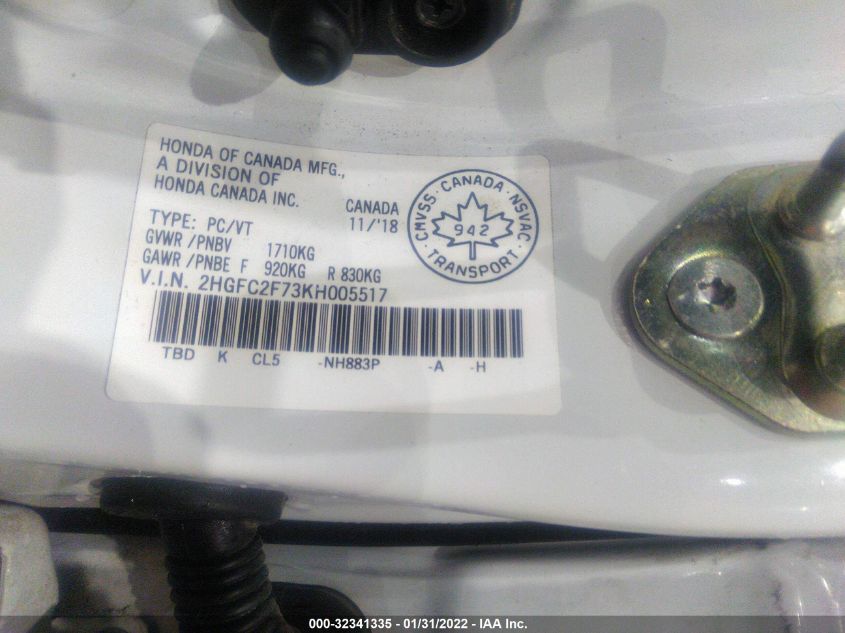 HONDA OF CANADA MFG.,
A DIVISION OF
HONDA CANADA INC.
CANADA
11/'18
TYPE: PC/VT
GVWR/PNBV 1710KG
GAWR/PNBE F 920KG R 830KG
V.I.N. 2HGFC2F73KH005517
TBD K CL5 -NH883P -A -H
CMVSS · CANADA · NSVAC
942
· TRANSPORT ·
000-32341335 - 01/31/2022 - IAA Inc.